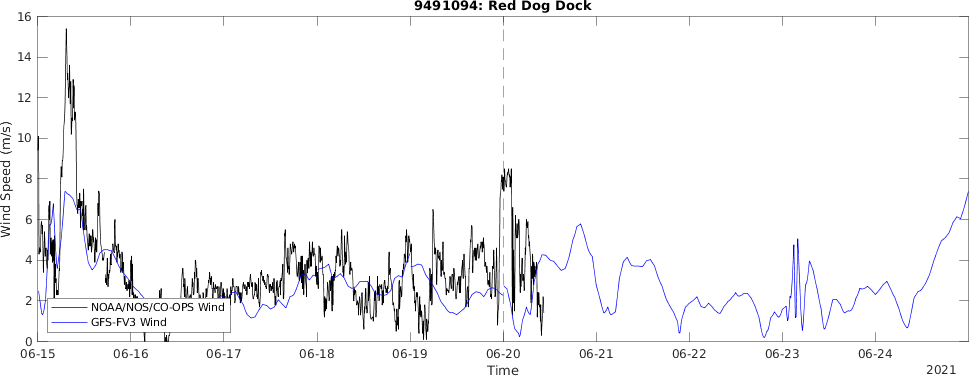 9491094: Red Dog Dock
16
14
12
10
8
6
4
2
0
Wind Speed (m/s)
NOAA/NOS/CO-OPS Wind
GFS-FV3 Wind
06-15 06-16 06-17 06-18 06-19 06-20 06-21 06-22 06-23 06-24
Time
2021